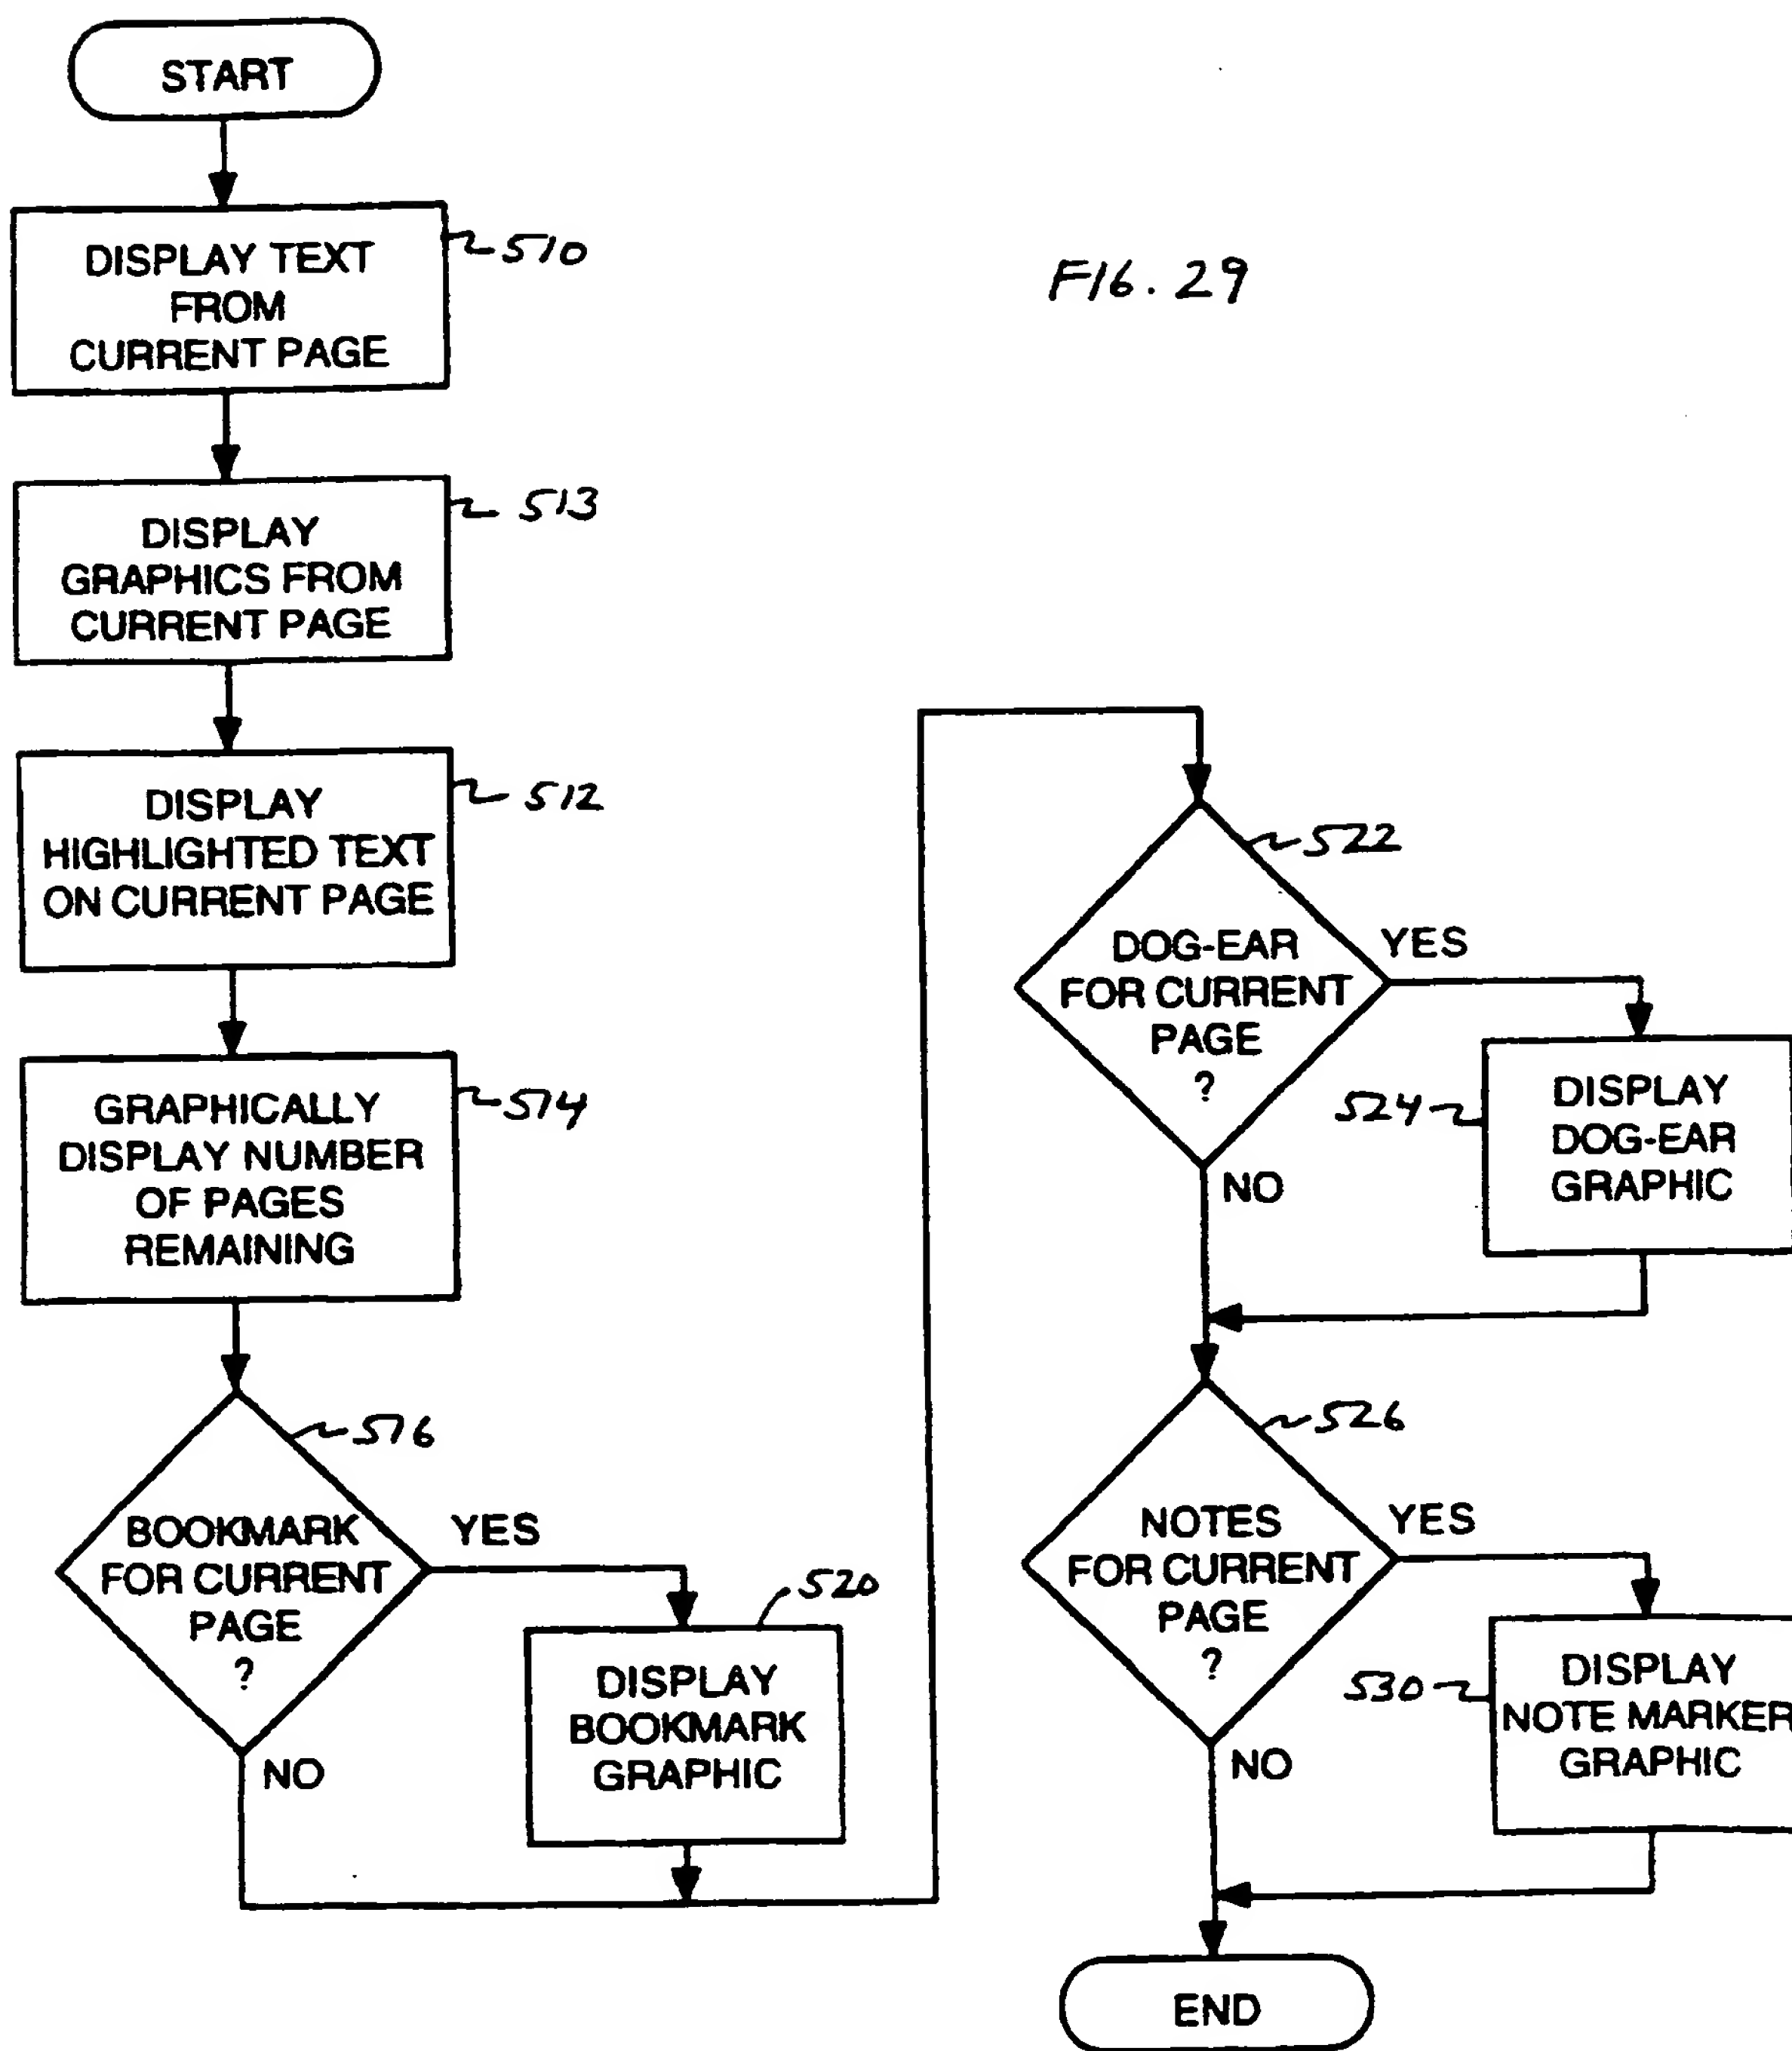 START
DISPLAY TEXT
FROM
CURRENT PAGE
510
FIG. 29
DISPLAY
GRAPHICS FROM
CURRENT PAGE
513
DISPLAY
HIGHLIGHTED TEXT
ON CURRENT PAGE
512
GRAPHICALLY
DISPLAY NUMBER
OF PAGES
REMAINING
514
BOOKMARK
FOR CURRENT
PAGE
?
516
YES
NO
DISPLAY
BOOKMARK
GRAPHIC
520
DOG-EAR
FOR CURRENT
PAGE
?
522
YES
NO
DISPLAY
DOG-EAR
GRAPHIC
524
NOTES
FOR CURRENT
PAGE
?
526
YES
NO
DISPLAY
NOTE MARKER
GRAPHIC
530
END